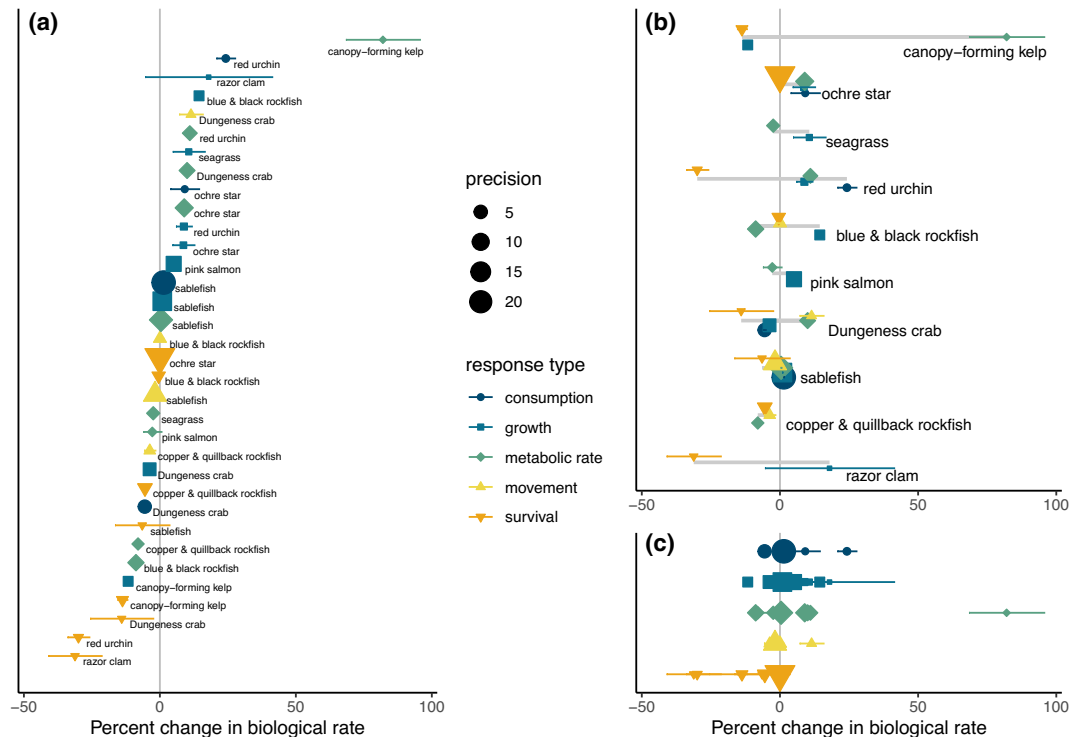 (a)
canopy−forming kelp
red urchin
razor clam
blue & black rockfish
Dungeness crab
red urchin
seagrass
Dungeness crab
ochre star
ochre star
red urchin
ochre star
pink salmon
sablefish
sablefish
sablefish
blue & black rockfish
ochre star
blue & black rockfish
sablefish
seagrass
pink salmon
copper & quillback rockfish
Dungeness crab
copper & quillback rockfish
Dungeness crab
sablefish
copper & quillback rockfish
blue & black rockfish
canopy−forming kelp
canopy−forming kelp
Dungeness crab
red urchin
razor clam
−50 0 50 100
Percent change in biological rate
precision
5
10
15
20
response type
consumption
growth
metabolic rate
movement
survival
(b)
canopy−forming kelp
ochre star
seagrass
red urchin
blue & black rockfish
pink salmon
Dungeness crab
sablefish
copper & quillback rockfish
razor clam
−50 0 50 100
(c)
−50 0 50 100
Percent change in biological rate